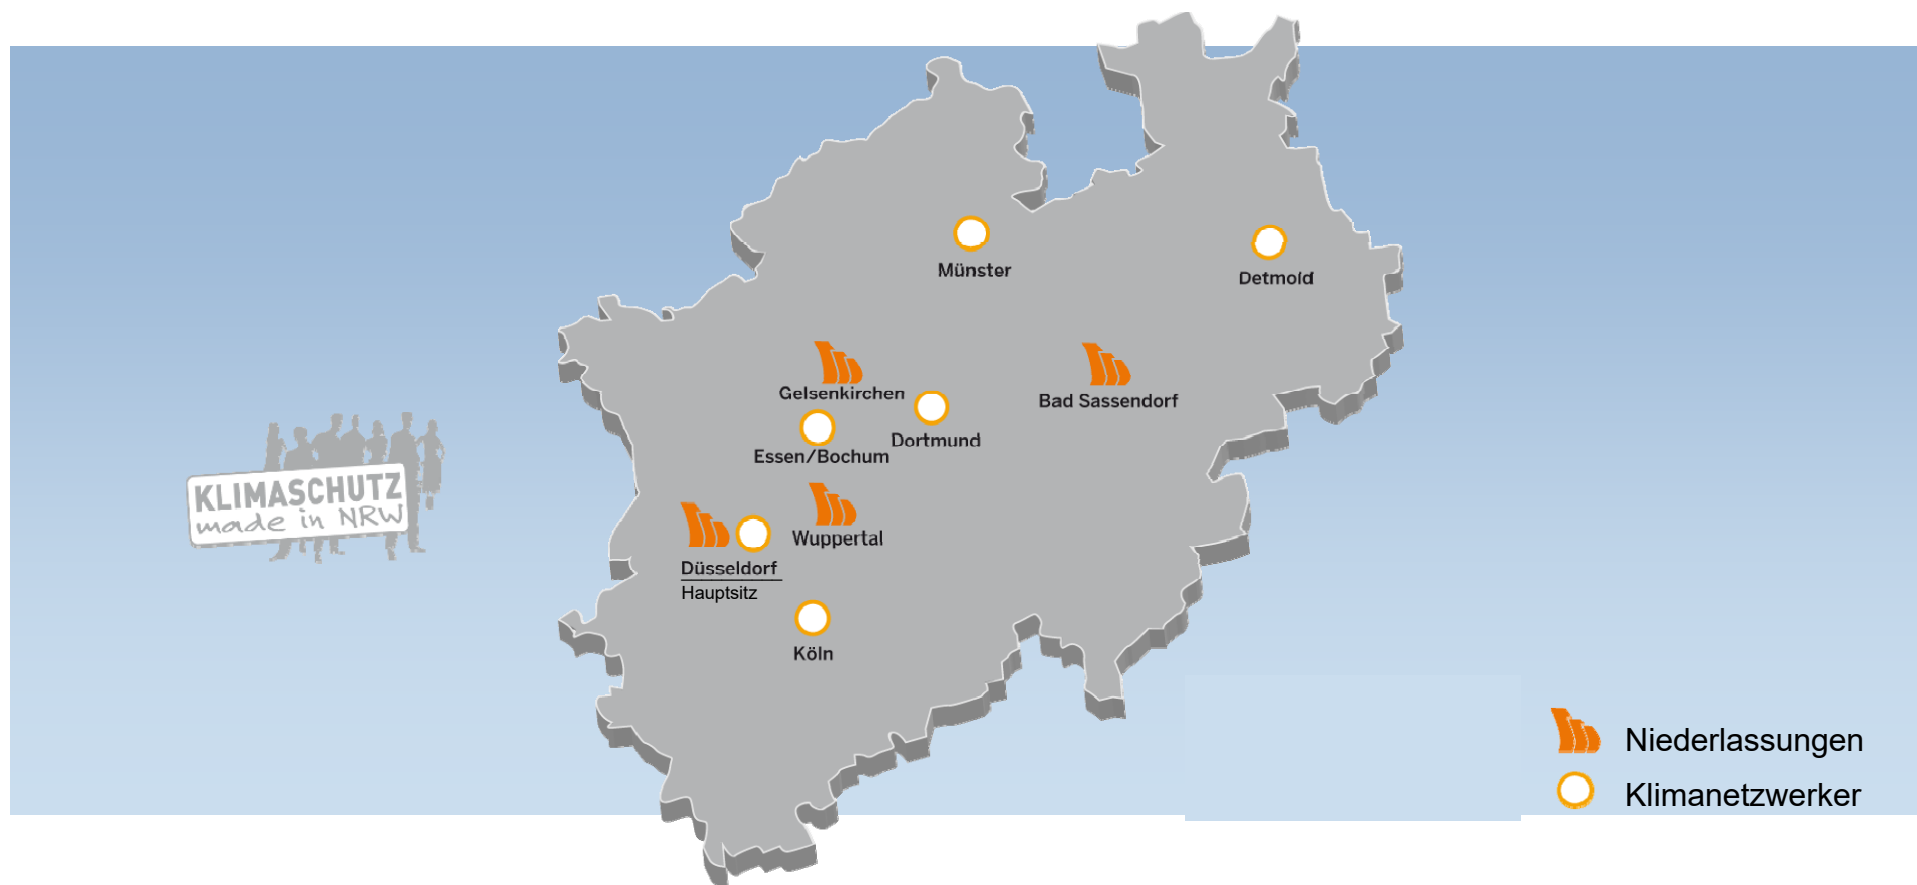 Münster
Detmold
Gelsenkirchen
Bad Sassendorf
Dortmund
Essen/Bochum
KLIMASCHUTZ
made in NRW
Wuppertal
Düsseldorf
Hauptsitz
Köln
Niederlassungen
Klimanetzwerker